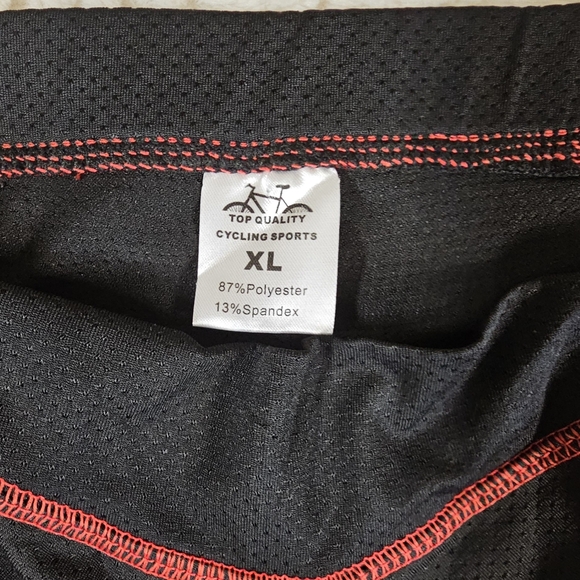 TOP QUALITY
CYCLING SPORTS
XL
87%Polyester
13%Spandex